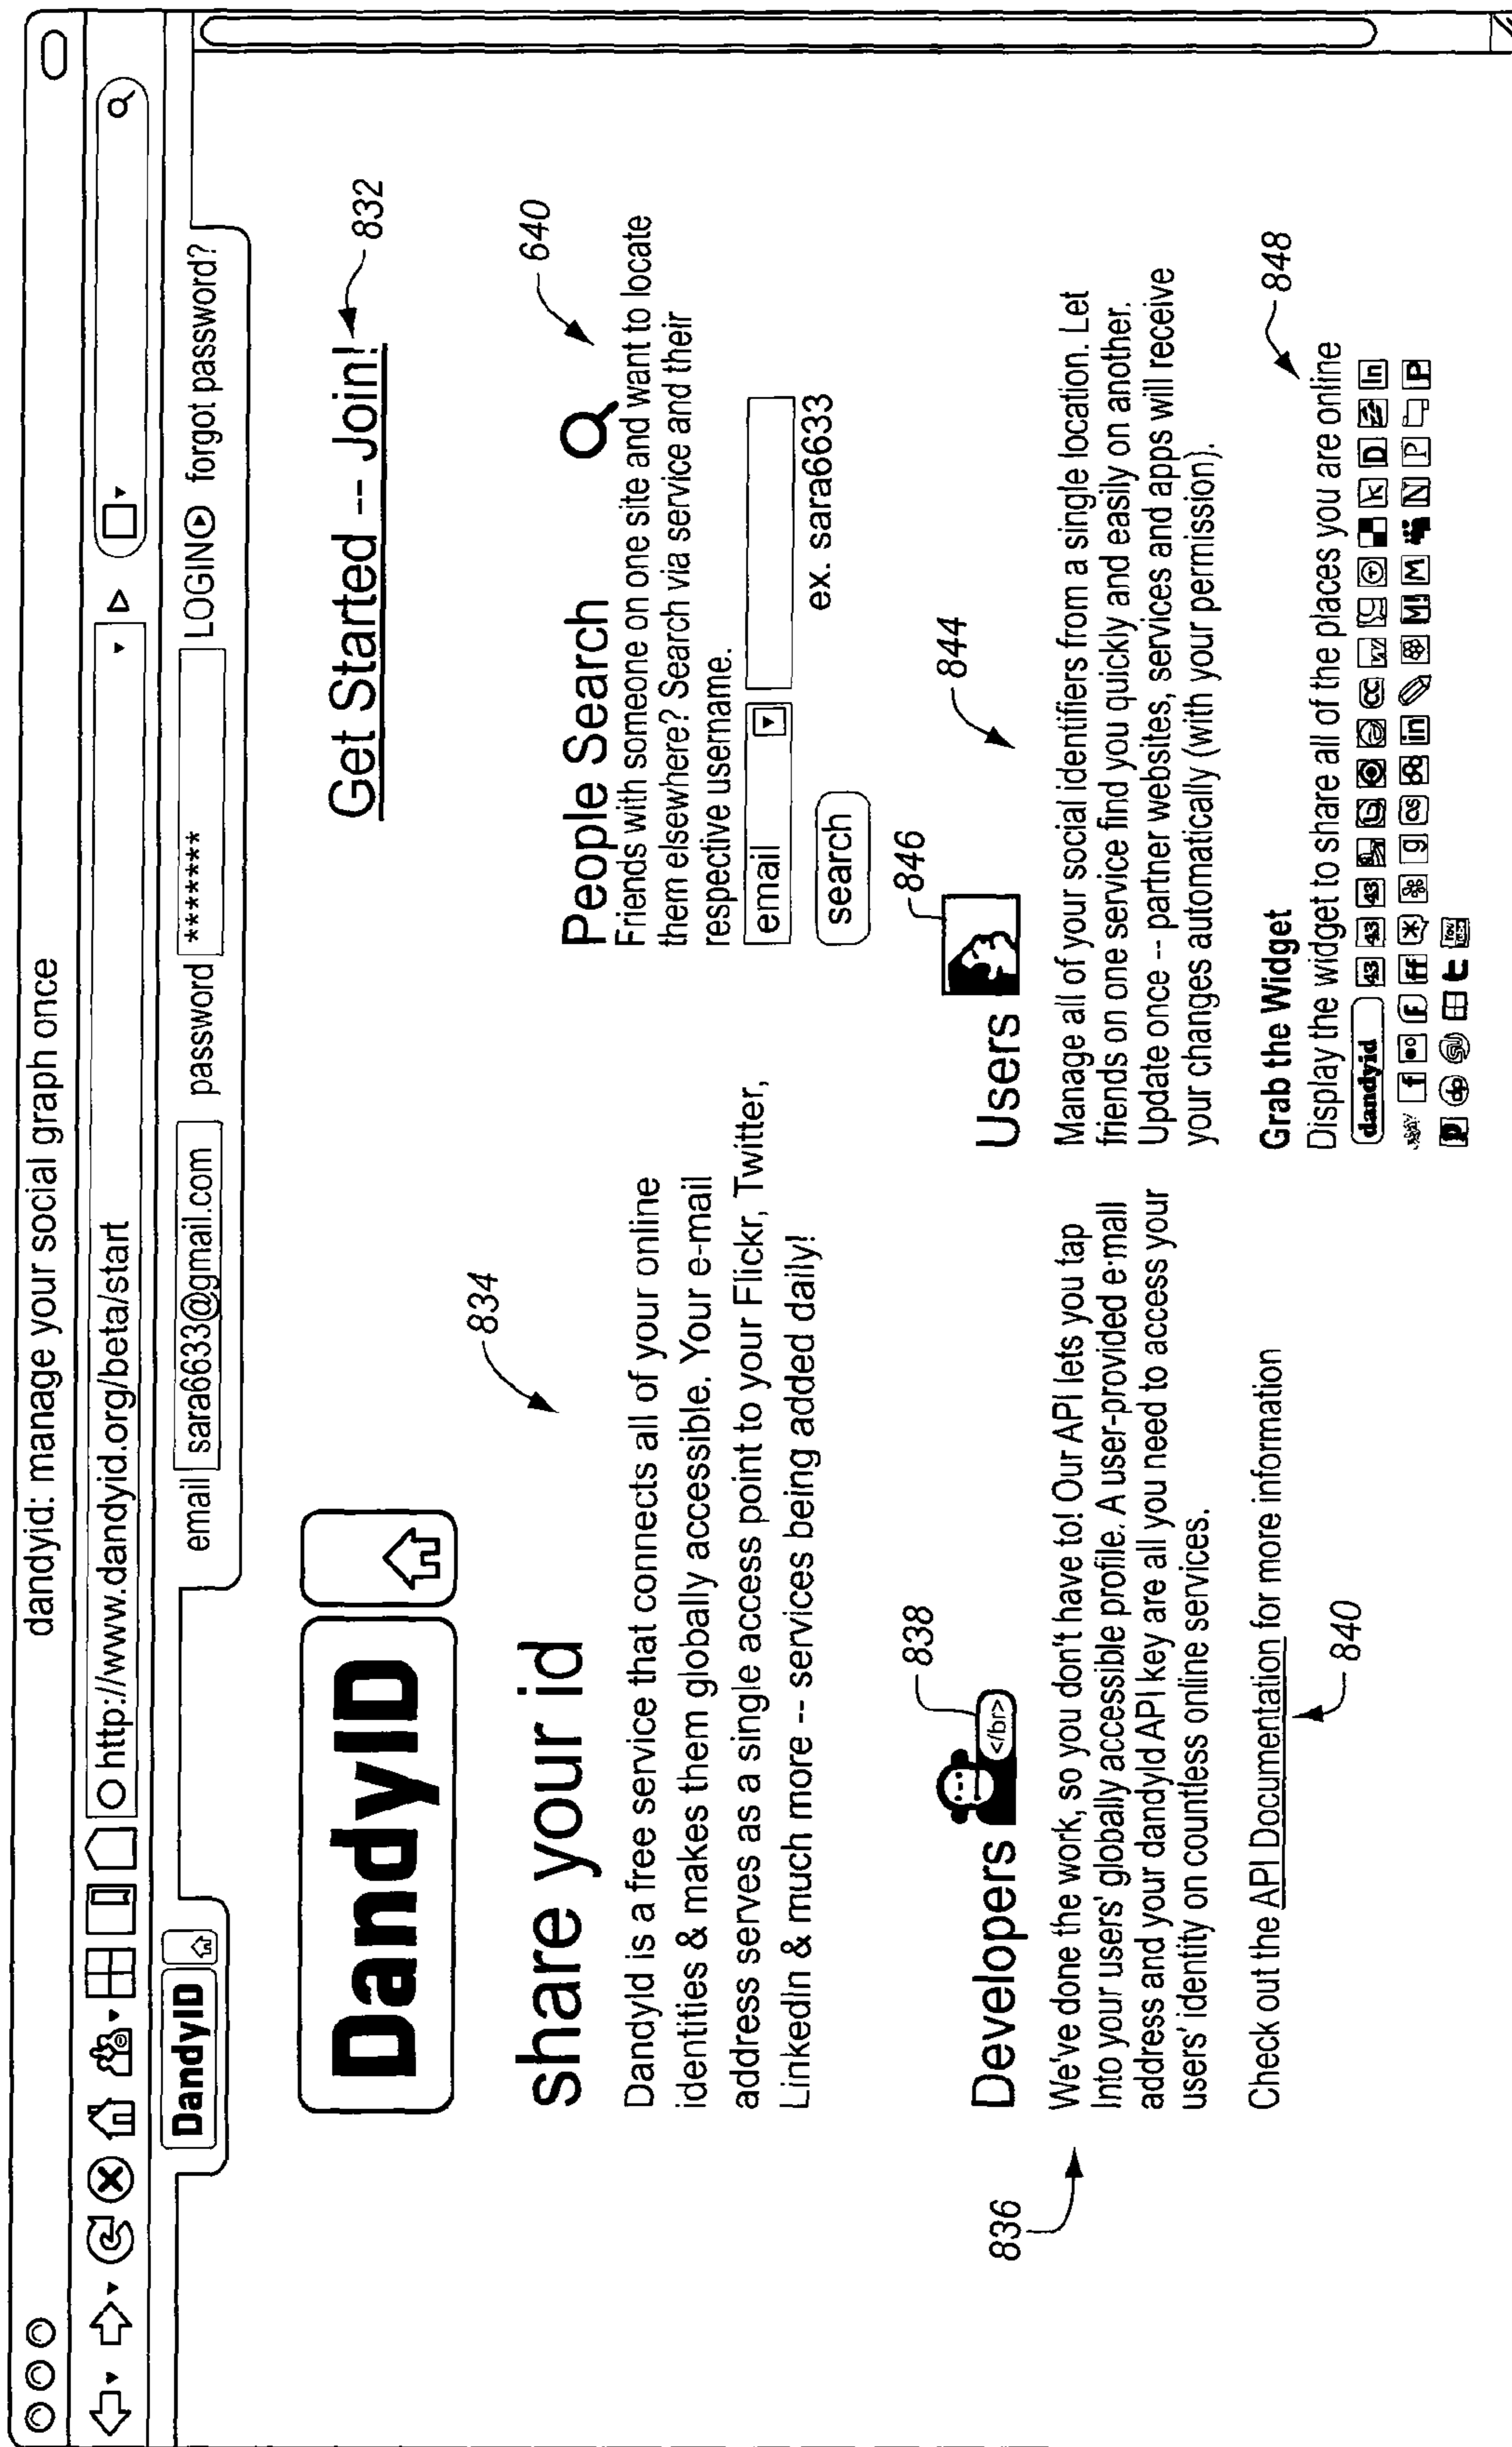 dandyid: manage your social graph once
http://www.dandyid.org/beta/start
DandyID
email sara6633@gmail.com password ******* LOGIN forgot password?
DandyID
Get Started -- Join!
832
share your id
834
DandyId is a free service that connects all of your online
identities & makes them globally accessible. Your e-mail
address serves as a single access point to your Flickr, Twitter,
LinkedIn & much more -- services being added daily!
People Search
640
Friends with someone on one site and want to locate
them elsewhere? Search via service and their
respective username.
email
ex. sara6633
search
836
Developers
</br>
838
We've done the work, so you don't have to! Our API lets you tap
Into your users' globally accessible profile. A user-provided e-mail
address and your dandyId API key are all you need to access your
users' identity on countless online services.
Check out the API Documentation for more information
840
Users
846
844
Manage all of your social identifiers from a single location. Let
friends on one service find you quickly and easily on another.
Update once -- partner websites, services and apps will receive
your changes automatically (with your permission).
Grab the Widget
848
Display the widget to share all of the places you are online
dandyid 43 43 43 cc k D In
f f ff g os in M! M N P P
p dp t